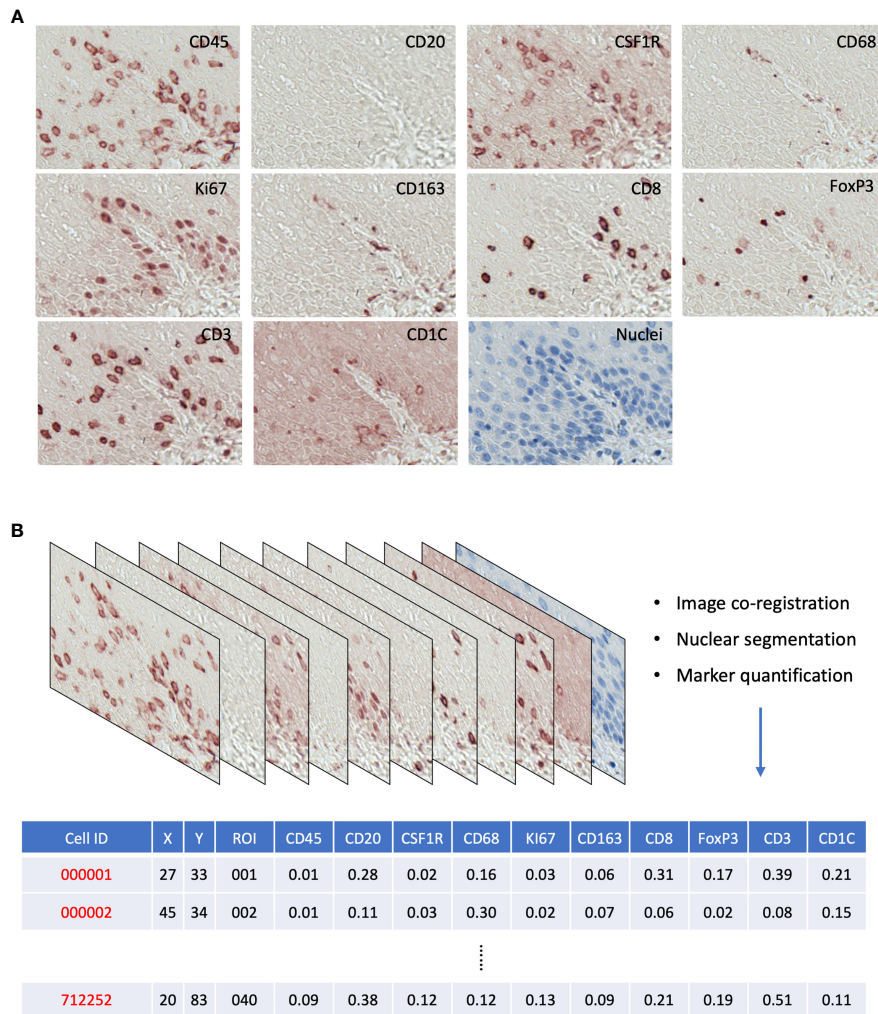 A
CD45 CD20 CSF1R CD68
Ki67 CD163 CD8 FoxP3
CD3 CD1C Nuclei
B
• Image co-registration
• Nuclear segmentation
• Marker quantification
Cell ID X Y ROI CD45 CD20 CSF1R CD68 KI67 CD163 CD8 FoxP3 CD3 CD1C
000001 27 33 001 0.01 0.28 0.02 0.16 0.03 0.06 0.31 0.17 0.39 0.21
000002 45 34 002 0.01 0.11 0.03 0.30 0.02 0.07 0.06 0.02 0.08 0.15
......
712252 20 83 040 0.09 0.38 0.12 0.12 0.13 0.09 0.21 0.19 0.51 0.11